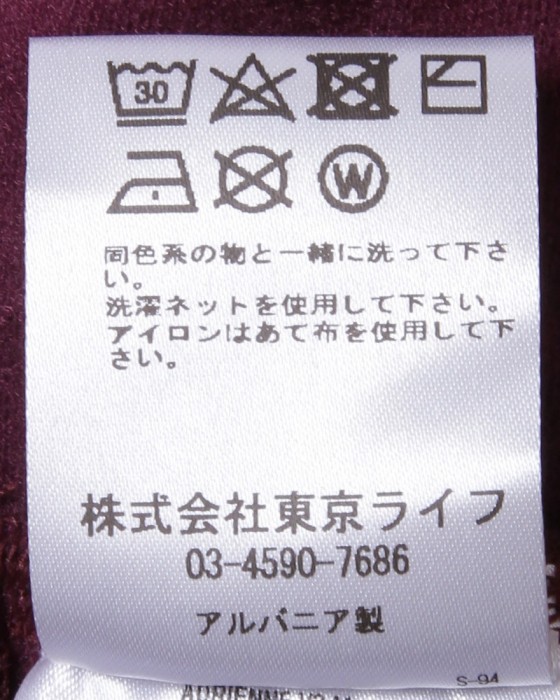 30
W
同色系の物と一緒に洗って下さ
い。
洗濯ネットを使用して下さい。
アイロンはあて布を使用して下
さい。
株式会社東京ライフ
03-4590-7686
アルバニア製
S-94
ADRIENNE